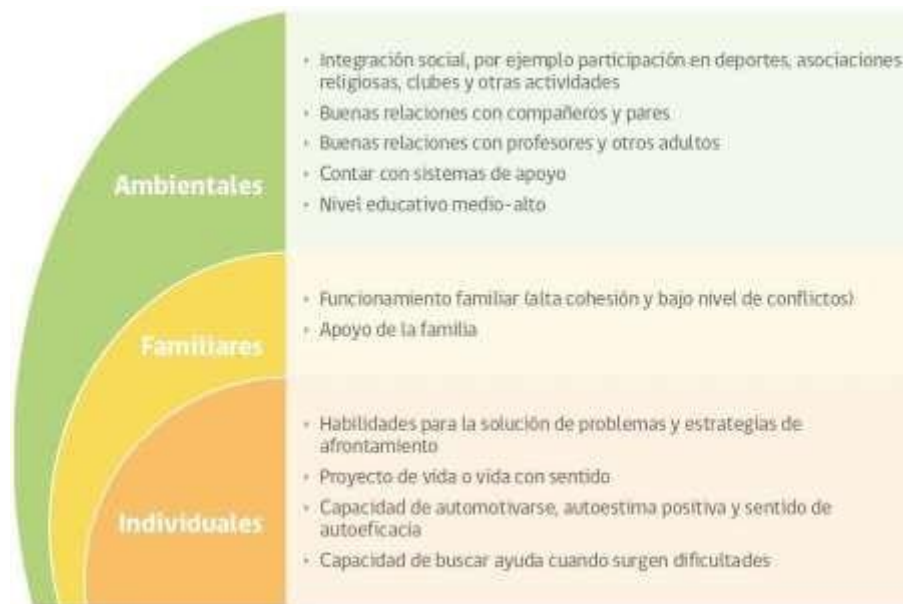 Ambientales
• Integración social, por ejemplo participación en deportes, asociaciones
religiosas, clubes y otras actividades
• Buenas relaciones con compañeros y pares
• Buenas relaciones con profesores y otros adultos
• Contar con sistemas de apoyo
• Nivel educativo medio-alto
Familiares
• Funcionamiento familiar (alta cohesión y bajo nivel de conflictos)
• Apoyo de la familia
Individuales
• Habilidades para la solución de problemas y estrategias de
afrontamiento
• Proyecto de vida o vida con sentido
• Capacidad de automotivarse, autoestima positiva y sentido de
autoeficacia
• Capacidad de buscar ayuda cuando surgen dificultades